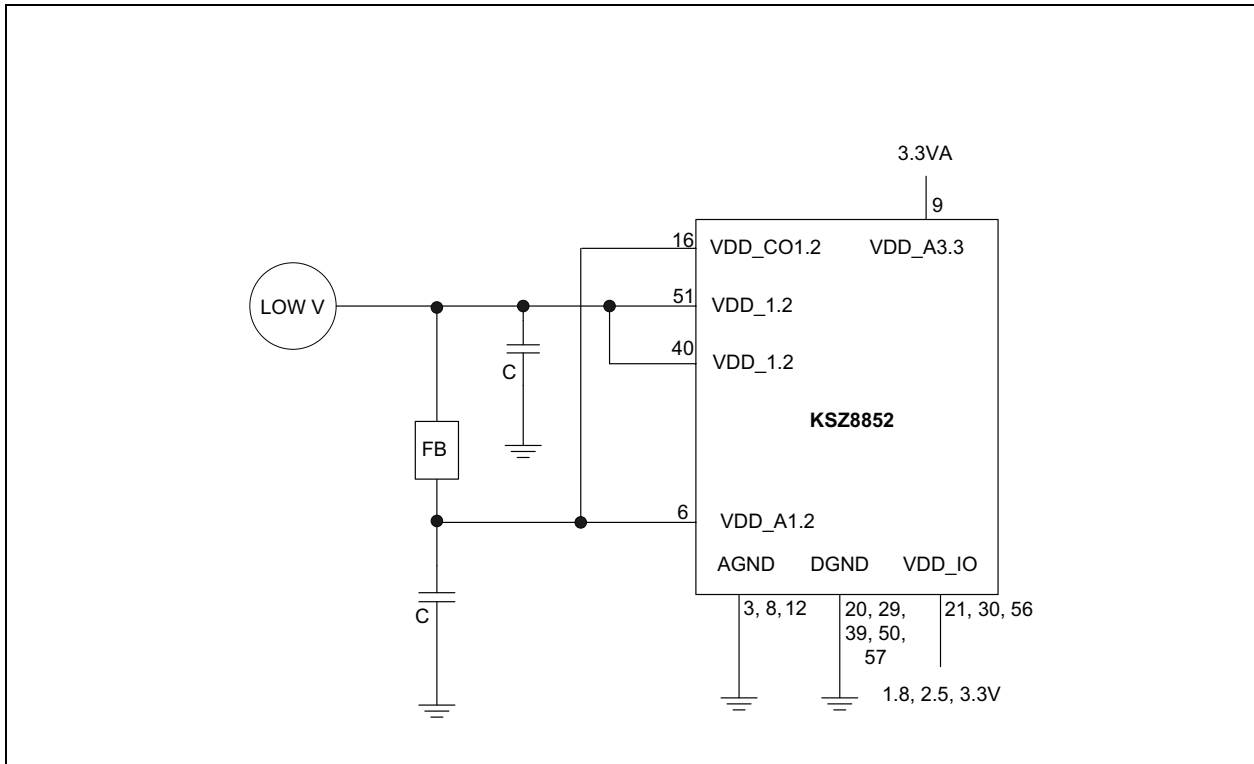 3.3VA
9
16
VDD_CO1.2
VDD_A3.3
LOW V
51
VDD_1.2
40
VDD_1.2
C
KSZ8852
FB
6
VDD_A1.2
AGND
DGND
VDD_IO
C
3, 8, 12
20, 29,
39, 50,
57
21, 30, 56
1.8, 2.5, 3.3V